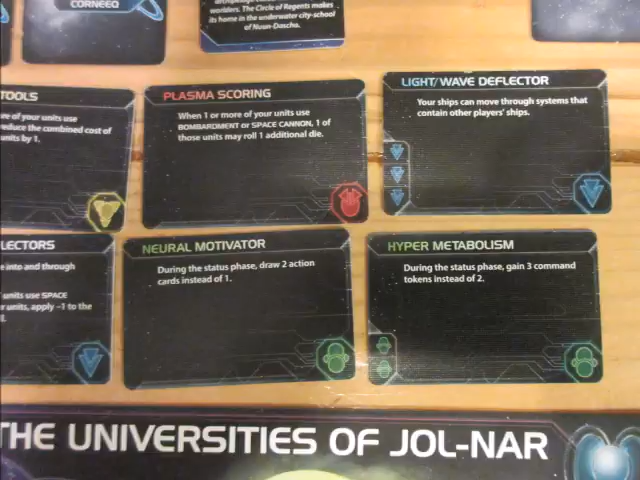 CORNEEQ
worlders. The Circle of Regents makes
its home in the underwater city-school
of Nuun-Dascho.
TOOLS
of your units use
reduce the combined cost of
units by 1.
PLASMA SCORING
When 1 or more of your units use
BOMBARDMENT or SPACE CANNON, 1 of
those units may roll 1 additional die.
LIGHT/WAVE DEFLECTOR
Your ships can move through systems that
contain other players' ships.
LECTORS
into and through
units use SPACE
units, apply -1 to the
NEURAL MOTIVATOR
During the status phase, draw 2 action
cards instead of 1.
HYPER METABOLISM
During the status phase, gain 3 command
tokens instead of 2.
THE UNIVERSITIES OF JOL-NAR